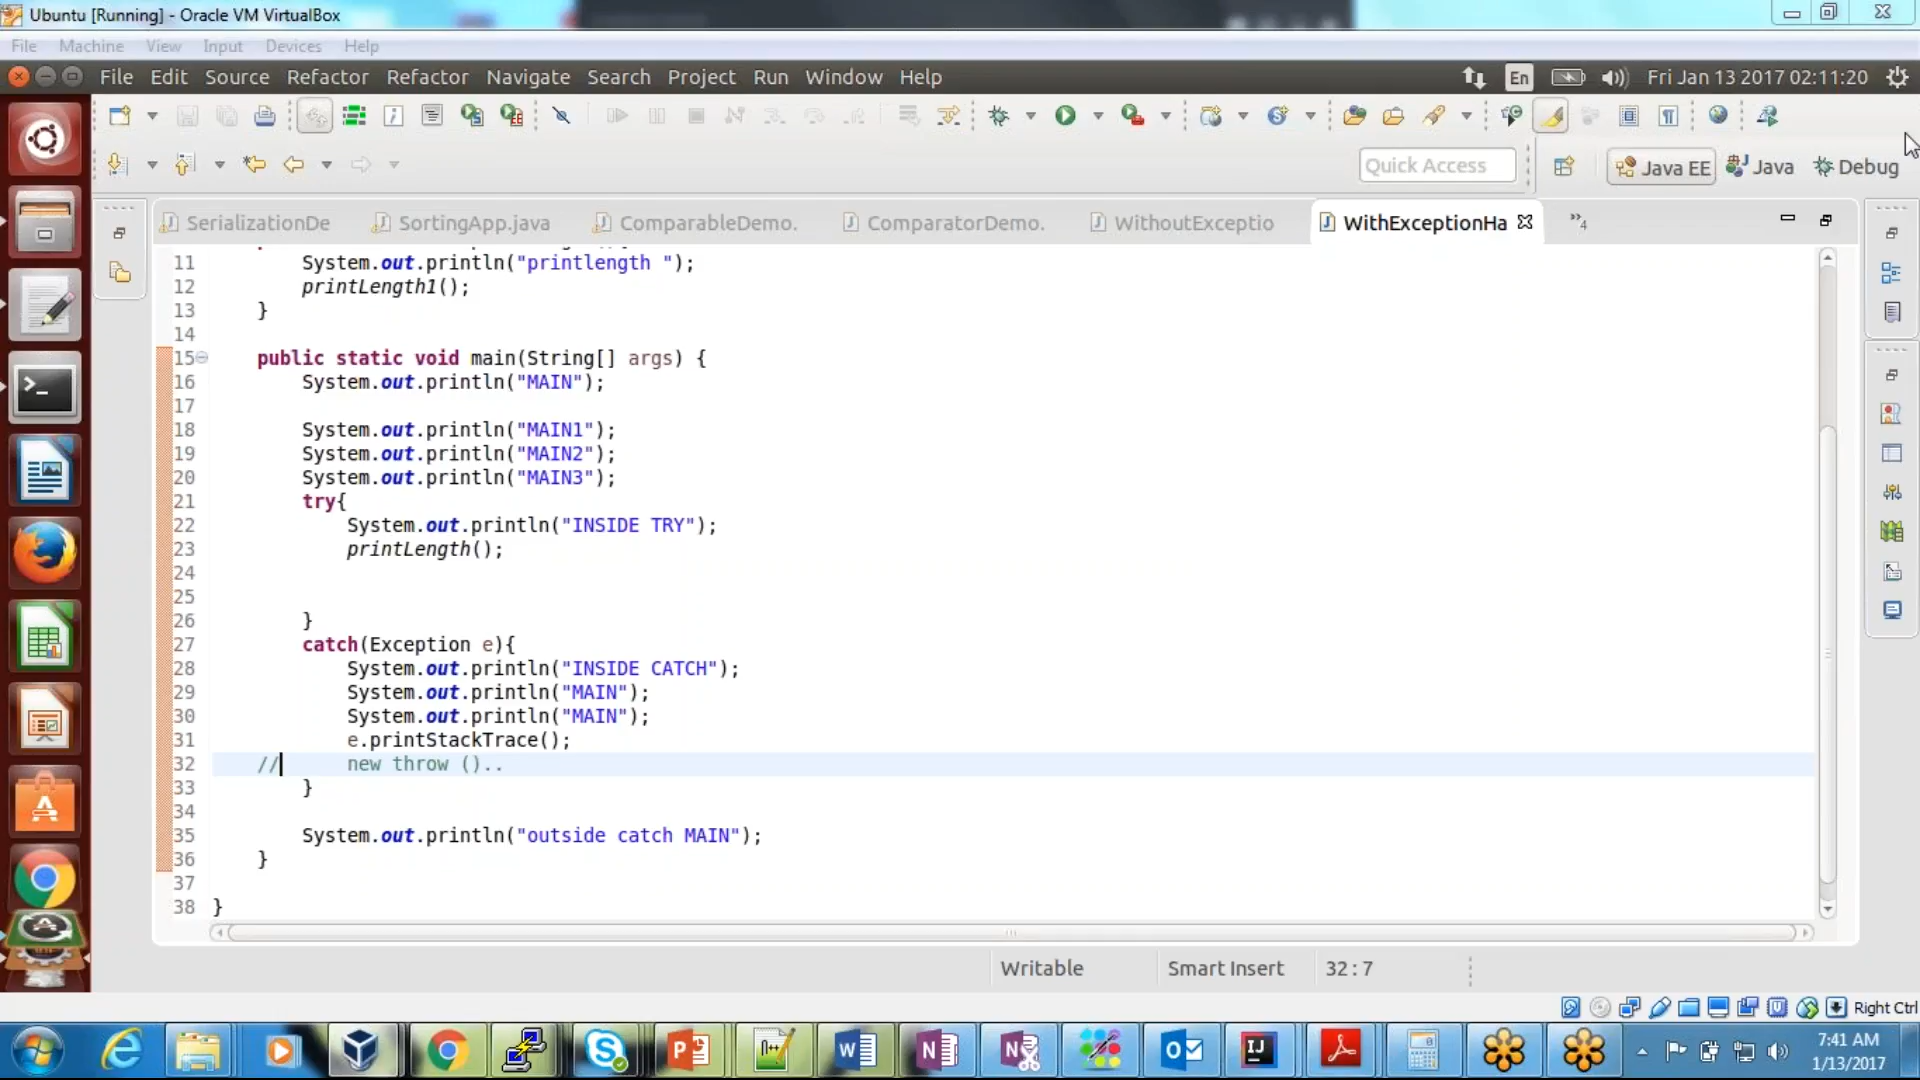 Ubuntu [Running] - Oracle VM VirtualBox
File Machine View Input Devices Help
File Edit Source Refactor Refactor Navigate Search Project Run Window Help
En
Fri Jan 13 2017 02:11:20
Quick Access
Java EE
Java
Debug
SerializationDe
SortingApp.java
ComparableDemo.
ComparatorDemo.
WithoutExceptio
WithExceptionHa
»4
11 System.out.println("printlength ");
12 printLength1();
13 }
14
15 public static void main(String[] args) {
16 System.out.println("MAIN");
17
18 System.out.println("MAIN1");
19 System.out.println("MAIN2");
20 System.out.println("MAIN3");
21 try{
22 System.out.println("INSIDE TRY");
23 printLength();
24
25
26 }
27 catch(Exception e){
28 System.out.println("INSIDE CATCH");
29 System.out.println("MAIN");
30 System.out.println("MAIN");
31 e.printStackTrace();
32 // new throw ()..
33 }
34
35 System.out.println("outside catch MAIN");
36 }
37
38 }
Writable
Smart Insert
32 : 7
Right Ctrl
7:41 AM
1/13/2017